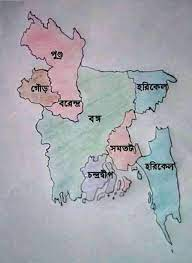 পুণ্ড্র
গৌড়
বরেন্দ্র
হরিকেল
বঙ্গ
সমতট
চন্দ্রদ্বীপ
হরিকেল